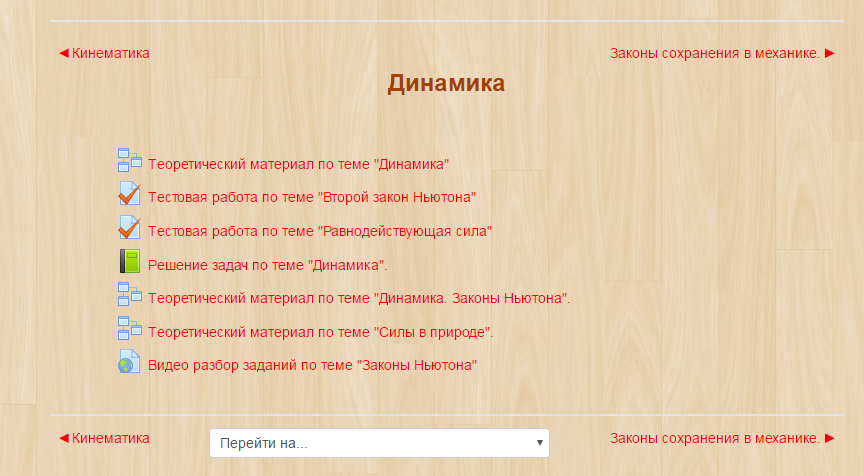 ◀ Кинематика
Законы сохранения в механике. ▶
Динамика
Теоретический материал по теме "Динамика"
Тестовая работа по теме "Второй закон Ньютона"
Тестовая работа по теме "Равнодействующая сила"
Решение задач по теме "Динамика".
Теоретический материал по теме "Динамика. Законы Ньютона".
Теоретический материал по теме "Силы в природе".
Видео разбор заданий по теме "Законы Ньютона"
◀ Кинематика
Перейти на...
Законы сохранения в механике. ▶